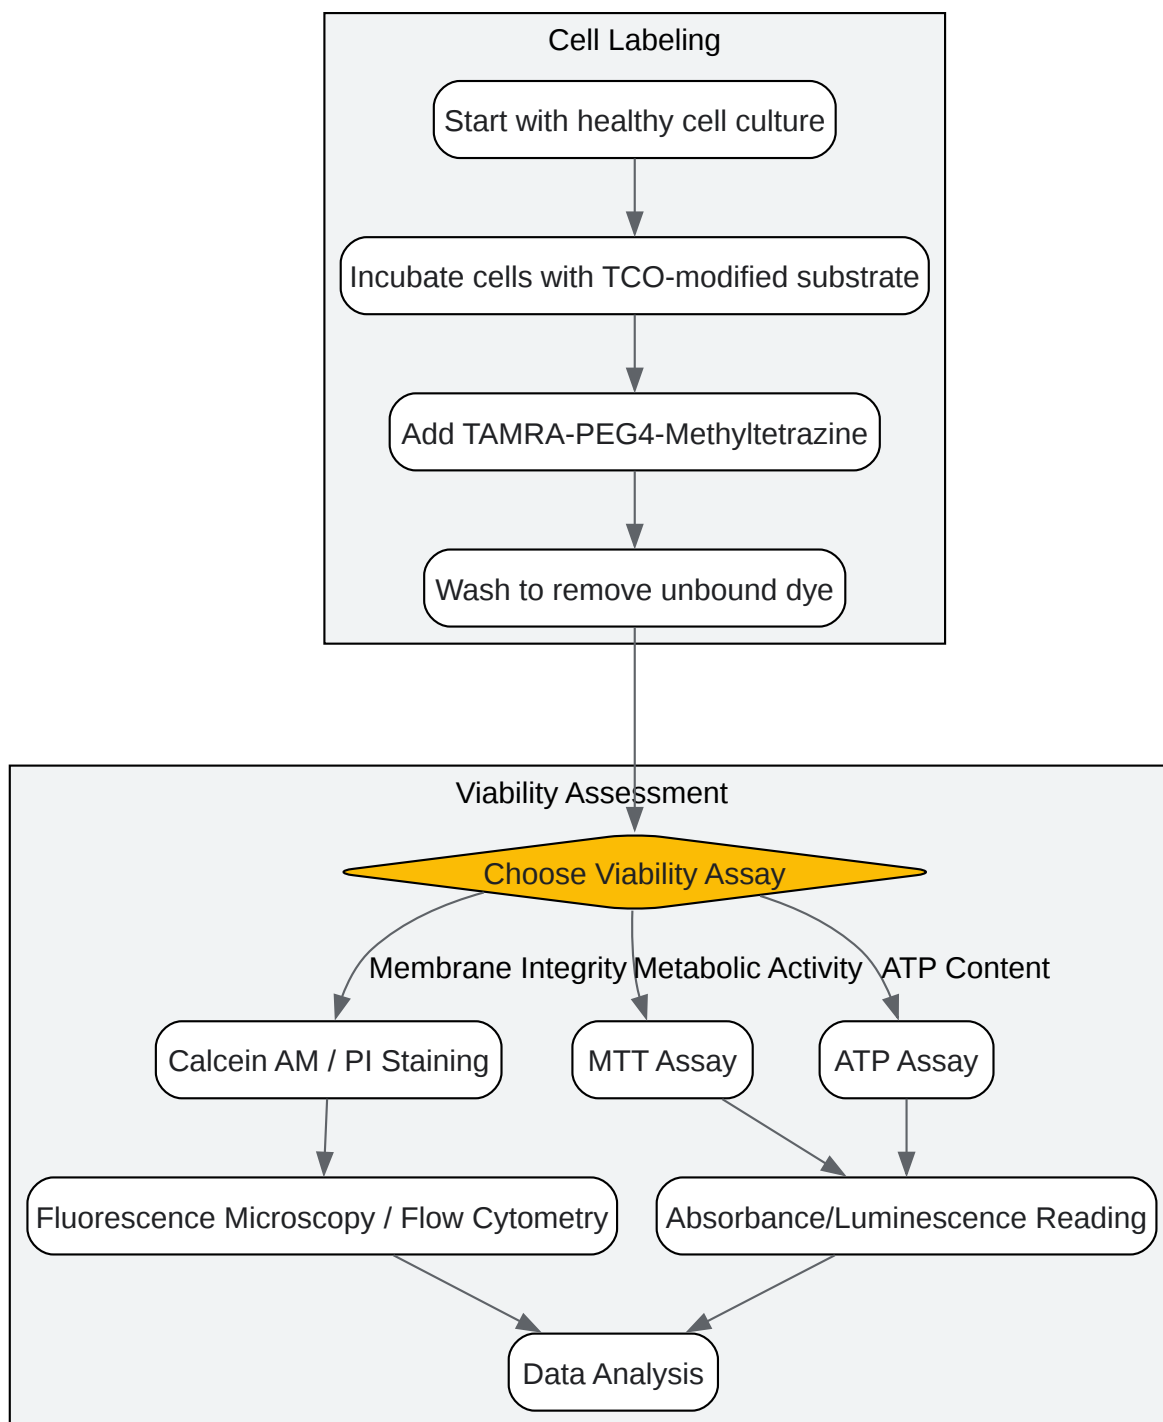 Cell Labeling
Start with healthy cell culture
Incubate cells with TCO-modified substrate
Add TAMRA-PEG4-Methyltetrazine
Wash to remove unbound dye
Viability Assessment
Choose Viability Assay
Membrane Integrity
Metabolic Activity
ATP Content
Calcein AM / PI Staining
MTT Assay
ATP Assay
Fluorescence Microscopy / Flow Cytometry
Absorbance/Luminescence Reading
Data Analysis